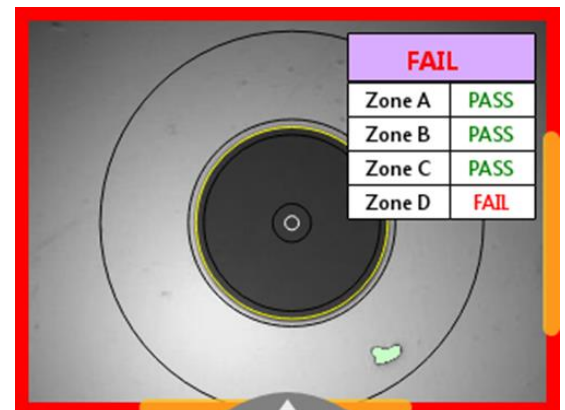 FAIL
Zone A PASS
Zone B PASS
Zone C PASS
Zone D FAIL